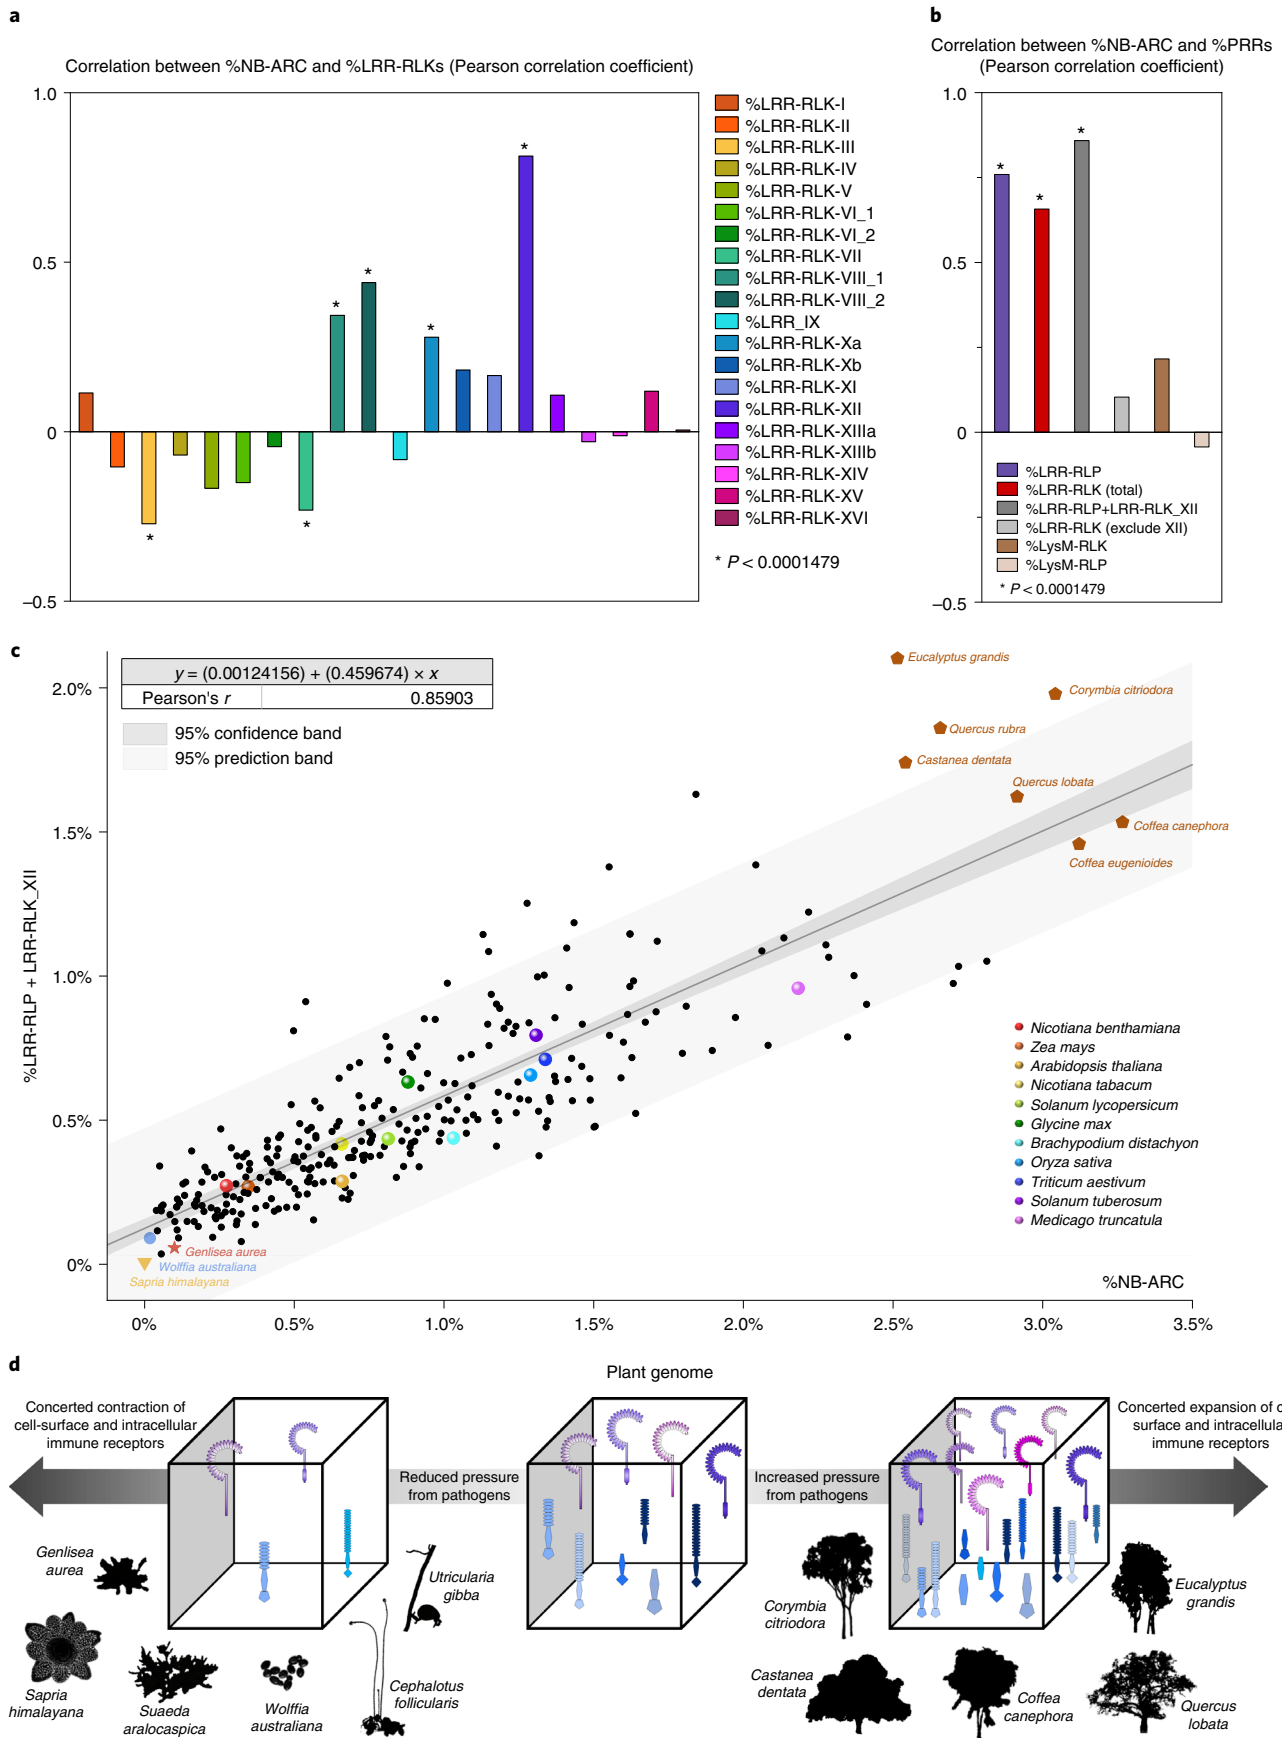 a
Correlation between %NB-ARC and %LRR-RLKs (Pearson correlation coefficient)
1.0
0.5
0
–0.5
*
*
*
*
*
*
%LRR-RLK-I
%LRR-RLK-II
%LRR-RLK-III
%LRR-RLK-IV
%LRR-RLK-V
%LRR-RLK-VI_1
%LRR-RLK-VI_2
%LRR-RLK-VII
%LRR-RLK-VIII_1
%LRR-RLK-VIII_2
%LRR_IX
%LRR-RLK-Xa
%LRR-RLK-Xb
%LRR-RLK-XI
%LRR-RLK-XII
%LRR-RLK-XIIIa
%LRR-RLK-XIIIb
%LRR-RLK-XIV
%LRR-RLK-XV
%LRR-RLK-XVI
* P < 0.0001479
b
Correlation between %NB-ARC and %PRRs
(Pearson correlation coefficient)
1.0
0.5
0
–0.5
*
*
*
%LRR-RLP
%LRR-RLK (total)
%LRR-RLP+LRR-RLK_XII
%LRR-RLK (exclude XII)
%LysM-RLK
%LysM-RLP
* P < 0.0001479
c
y = (0.00124156) + (0.459674) × x
Pearson's r 0.85903
95% confidence band
95% prediction band
%LRR-RLP + LRR-RLK_XII
2.0%
1.5%
1.0%
0.5%
0%
Eucalyptus grandis
Corymbia citriodora
Quercus rubra
Castanea dentata
Quercus lobata
Coffea canephora
Coffea eugenioides
Nicotiana benthamiana
Zea mays
Arabidopsis thaliana
Nicotiana tabacum
Solanum lycopersicum
Glycine max
Brachypodium distachyon
Oryza sativa
Triticum aestivum
Solanum tuberosum
Medicago truncatula
Genlisea aurea
Wolffia australiana
Sapria himalayana
%NB-ARC
0%
0.5%
1.0%
1.5%
2.0%
2.5%
3.0%
3.5%
d
Plant genome
Concerted contraction of
cell-surface and intracellular
immune receptors
Reduced pressure
from pathogens
Increased pressure
from pathogens
Concerted expansion of c
surface and intracellula
immune receptors
Genlisea
aurea
Utricularia
gibba
Sapria
himalayana
Suaeda
aralocaspica
Wolffia
australiana
Cephalotus
follicularis
Corymbia
citriodora
Eucalyptus
grandis
Castanea
dentata
Coffea
canephora
Quercus
lobata